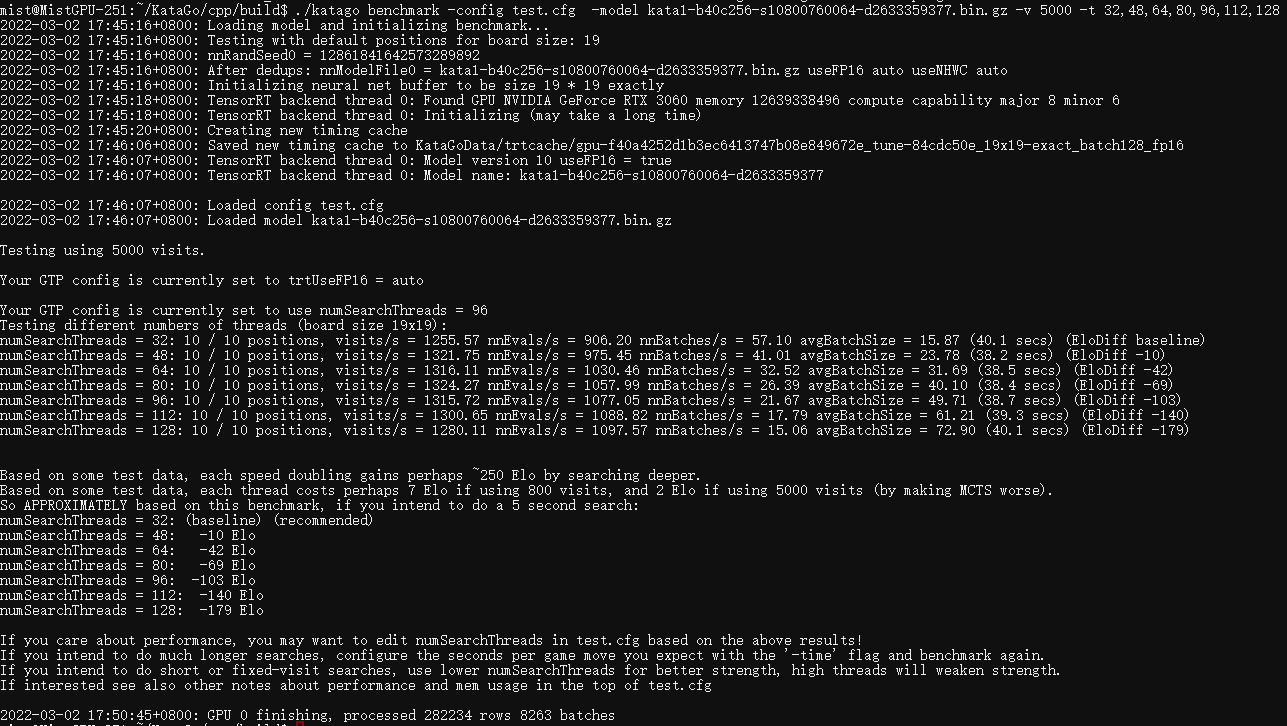 mist@MistGPU-251:~/KataGo/cpp/build$ ./katago benchmark -config test.cfg  -model kata1-b40c256-s10800760064-d2633359377.bin.gz -v 5000 -t 32,48,64,80,96,112,128
2022-03-02 17:45:16+0800: Loading model and initializing benchmark...
2022-03-02 17:45:16+0800: Testing with default positions for board size: 19
2022-03-02 17:45:16+0800: nnRandSeed0 = 12861841642573289892
2022-03-02 17:45:16+0800: After dedups: nnModelFile0 = kata1-b40c256-s10800760064-d2633359377.bin.gz useFP16 auto useNHWC auto
2022-03-02 17:45:16+0800: Initializing neural net buffer to be size 19 * 19 exactly
2022-03-02 17:45:18+0800: TensorRT backend thread 0: Found GPU NVIDIA GeForce RTX 3060 memory 12639338496 compute capability major 8 minor 6
2022-03-02 17:45:18+0800: TensorRT backend thread 0: Initializing (may take a long time)
2022-03-02 17:45:20+0800: Creating new timing cache
2022-03-02 17:46:06+0800: Saved new timing cache to KataGoData/trtcache/gpu-f40a4252d1b3ec6413747b08e849672e_tune-84cdc50e_19x19-exact_batch128_fp16
2022-03-02 17:46:07+0800: TensorRT backend thread 0: Model version 10 useFP16 = true
2022-03-02 17:46:07+0800: TensorRT backend thread 0: Model name: kata1-b40c256-s10800760064-d2633359377
2022-03-02 17:46:07+0800: Loaded config test.cfg
2022-03-02 17:46:07+0800: Loaded model kata1-b40c256-s10800760064-d2633359377.bin.gz
Testing using 5000 visits.
Your GTP config is currently set to trtUseFP16 = auto
Your GTP config is currently set to use numSearchThreads = 96
Testing different numbers of threads (board size 19x19):
numSearchThreads = 32: 10 / 10 positions, visits/s = 1255.57 nnEvals/s = 906.20 nnBatches/s = 57.10 avgBatchSize = 15.87 (40.1 secs) (EloDiff baseline)
numSearchThreads = 48: 10 / 10 positions, visits/s = 1321.75 nnEvals/s = 975.45 nnBatches/s = 41.01 avgBatchSize = 23.78 (38.2 secs) (EloDiff -10)
numSearchThreads = 64: 10 / 10 positions, visits/s = 1316.11 nnEvals/s = 1030.46 nnBatches/s = 32.52 avgBatchSize = 31.69 (38.5 secs) (EloDiff -42)
numSearchThreads = 80: 10 / 10 positions, visits/s = 1324.27 nnEvals/s = 1057.99 nnBatches/s = 26.39 avgBatchSize = 40.10 (38.4 secs) (EloDiff -69)
numSearchThreads = 96: 10 / 10 positions, visits/s = 1315.72 nnEvals/s = 1077.05 nnBatches/s = 21.67 avgBatchSize = 49.71 (38.7 secs) (EloDiff -103)
numSearchThreads = 112: 10 / 10 positions, visits/s = 1300.65 nnEvals/s = 1088.82 nnBatches/s = 17.79 avgBatchSize = 61.21 (39.3 secs) (EloDiff -140)
numSearchThreads = 128: 10 / 10 positions, visits/s = 1280.11 nnEvals/s = 1097.57 nnBatches/s = 15.06 avgBatchSize = 72.90 (40.1 secs) (EloDiff -179)
Based on some test data, each speed doubling gains perhaps ~250 Elo by searching deeper.
Based on some test data, each thread costs perhaps 7 Elo if using 800 visits, and 2 Elo if using 5000 visits (by making MCTS worse).
So APPROXIMATELY based on this benchmark, if you intend to do a 5 second search:
numSearchThreads = 32: (baseline) (recommended)
numSearchThreads = 48:   -10 Elo
numSearchThreads = 64:   -42 Elo
numSearchThreads = 80:   -69 Elo
numSearchThreads = 96:  -103 Elo
numSearchThreads = 112:  -140 Elo
numSearchThreads = 128:  -179 Elo
If you care about performance, you may want to edit numSearchThreads in test.cfg based on the above results!
If you intend to do much longer searches, configure the seconds per game move you expect with the '-time' flag and benchmark again.
If you intend to do short or fixed-visit searches, use lower numSearchThreads for better strength, high threads will weaken strength.
If interested see also other notes about performance and mem usage in the top of test.cfg
2022-03-02 17:50:45+0800: GPU 0 finishing, processed 282234 rows 8263 batches